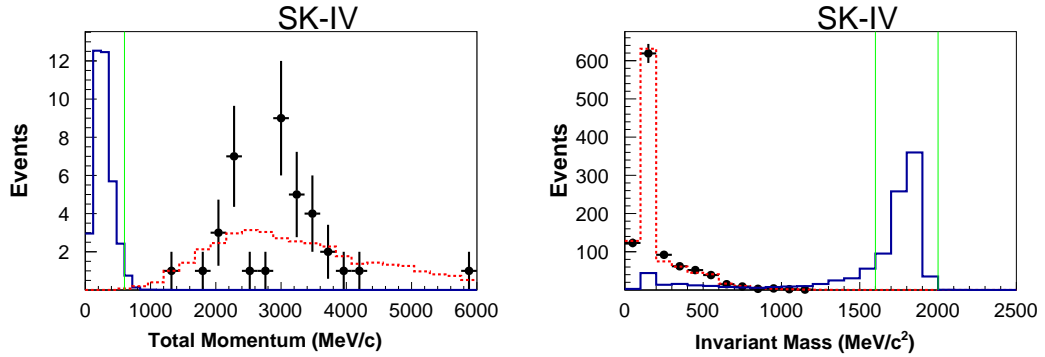 SK-IV
Events
12
10
8
6
4
2
0 1000 2000 3000 4000 5000 6000
Total Momentum (MeV/c)
SK-IV
Events
600
500
400
300
200
100
0 500 1000 1500 2000 2500
Invariant Mass (MeV/c²)